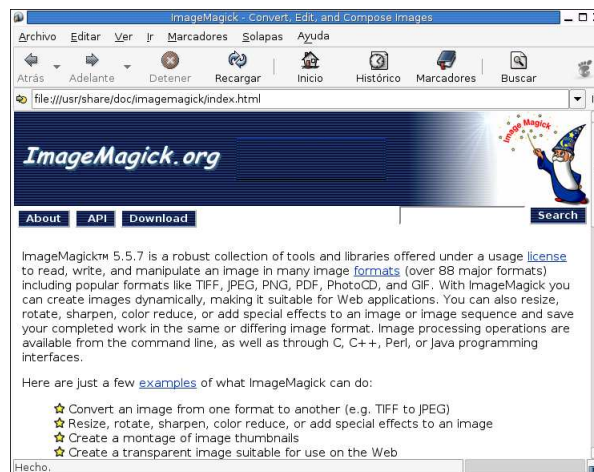 ImageMagick - Convert, Edit, and Compose Images
Archivo Editar Ver Ir Marcadores Solapas Ayuda
Atrás Adelante Detener Recargar Inicio Histórico Marcadores Buscar
file:///usr/share/doc/imagemagick/index.html
Image Magick
ImageMagick.org
About API Download Search
ImageMagick™ 5.5.7 is a robust collection of tools and libraries offered under a usage license
to read, write, and manipulate an image in many image formats (over 88 major formats)
including popular formats like TIFF, JPEG, PNG, PDF, PhotoCD, and GIF. With ImageMagick you
can create images dynamically, making it suitable for Web applications. You can also resize,
rotate, sharpen, color reduce, or add special effects to an image or image sequence and save
your completed work in the same or differing image format. Image processing operations are
available from the command line, as well as through C, C++, Perl, or Java programming
interfaces.
Here are just a few examples of what ImageMagick can do:
Convert an image from one format to another (e.g. TIFF to JPEG)
Resize, rotate, sharpen, color reduce, or add special effects to an image
Create a montage of image thumbnails
Create a transparent image suitable for use on the Web
Hecho.